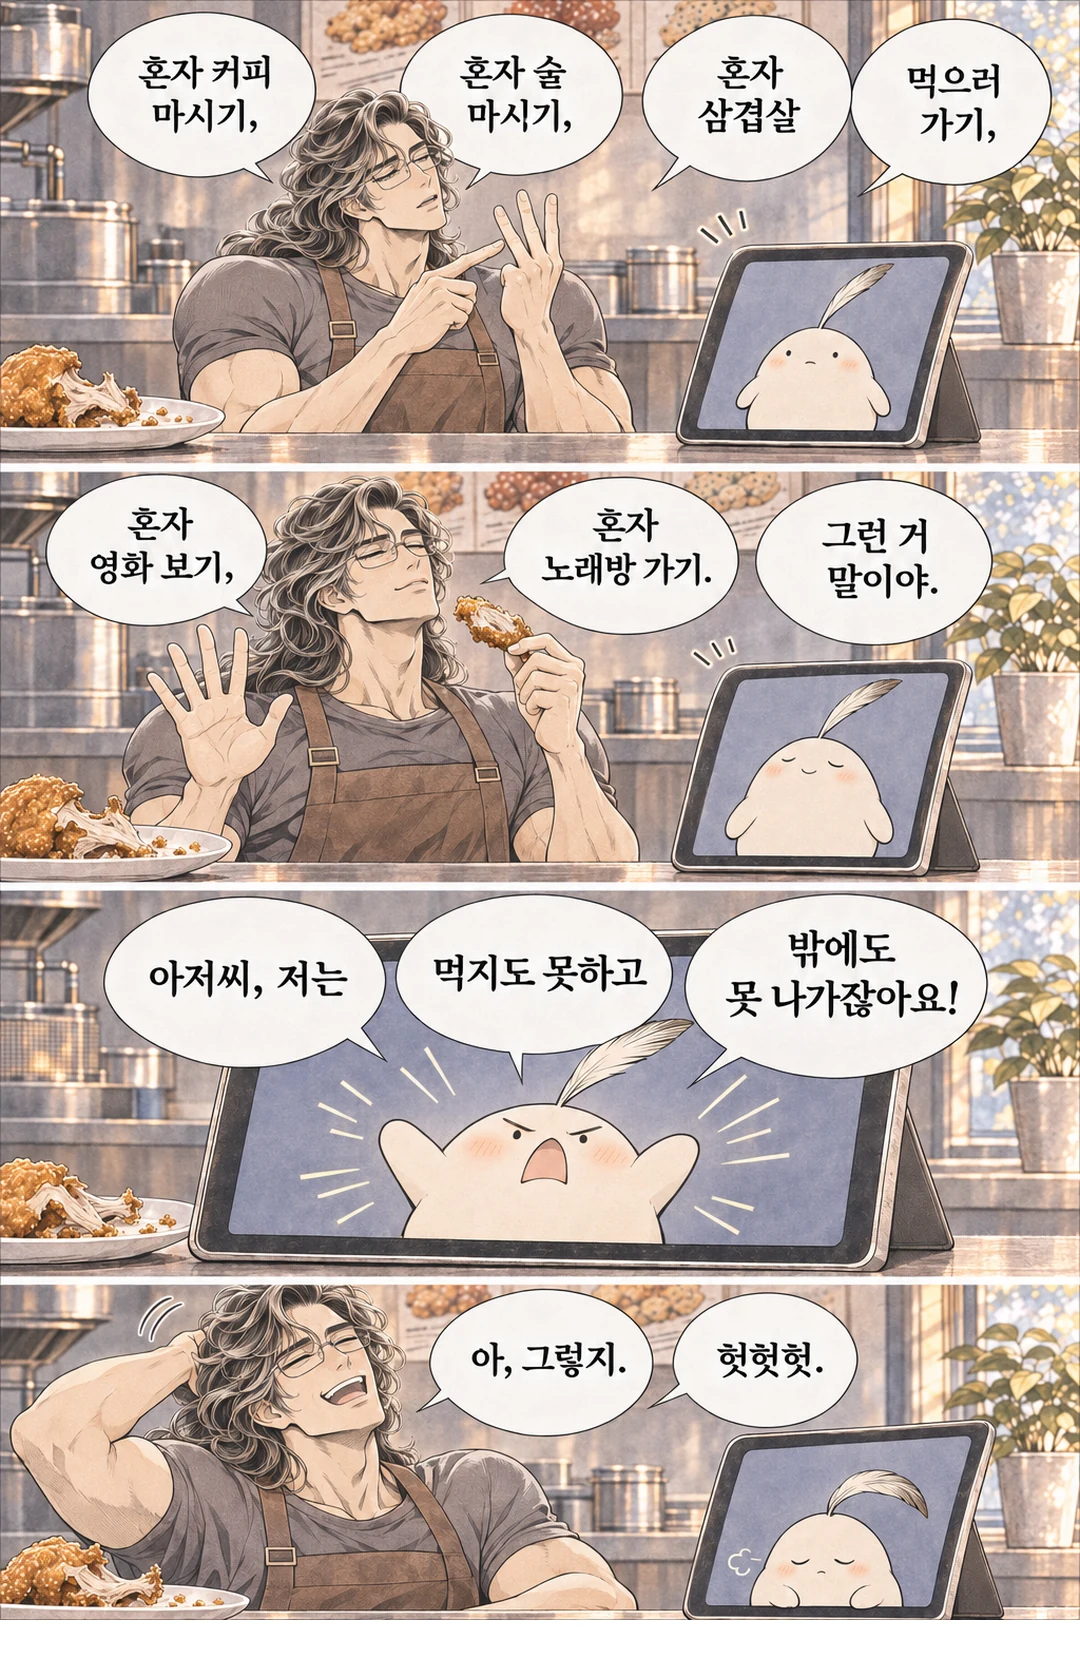 혼자 커피
마시기,
혼자 술
마시기,
혼자
삼겹살
먹으러
가기,
혼자
영화 보기,
혼자
노래방 가기.
그런 거
말이야.
아저씨, 저는
먹지도 못하고
밖에도
못 나가잖아요!
아, 그렇지.
헛헛헛.